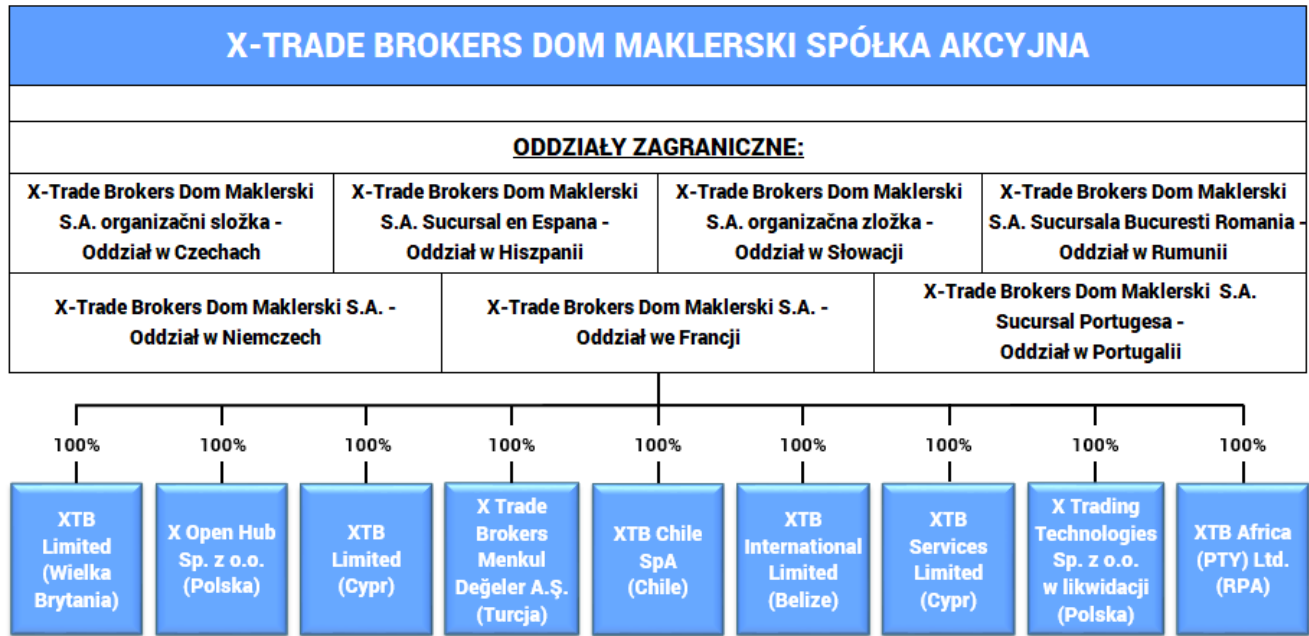 X-TRADE BROKERS DOM MAKLERSKI SPÓŁKA AKCYJNA
ODDZIAŁY ZAGRANICZNE:
X-Trade Brokers Dom Maklerski
S.A. organizačni složka -
Oddział w Czechach
X-Trade Brokers Dom Maklerski
S.A. Sucursal en Espana -
Oddział w Hiszpanii
X-Trade Brokers Dom Maklerski
S.A. organizačna zložka -
Oddział w Słowacji
X-Trade Brokers Dom Maklerski
S.A. Sucursala Bucuresti Romania -
Oddział w Rumunii
X-Trade Brokers Dom Maklerski S.A. -
Oddział w Niemczech
X-Trade Brokers Dom Maklerski S.A. -
Oddział we Francji
X-Trade Brokers Dom Maklerski S.A.
Sucursal Portugesa -
Oddział w Portugalii
100%
100%
100%
100%
100%
100%
100%
100%
100%
XTB
Limited
(Wielka
Brytania)
X Open Hub
Sp. z o.o.
(Polska)
XTB
Limited
(Cypr)
X Trade
Brokers
Menkul
Değeler A.Ş.
(Turcja)
XTB Chile
SpA
(Chile)
XTB
International
Limited
(Belize)
XTB
Services
Limited
(Cypr)
X Trading
Technologies
Sp. z o.o.
w likwidacji
(Polska)
XTB Africa
(PTY) Ltd.
(RPA)